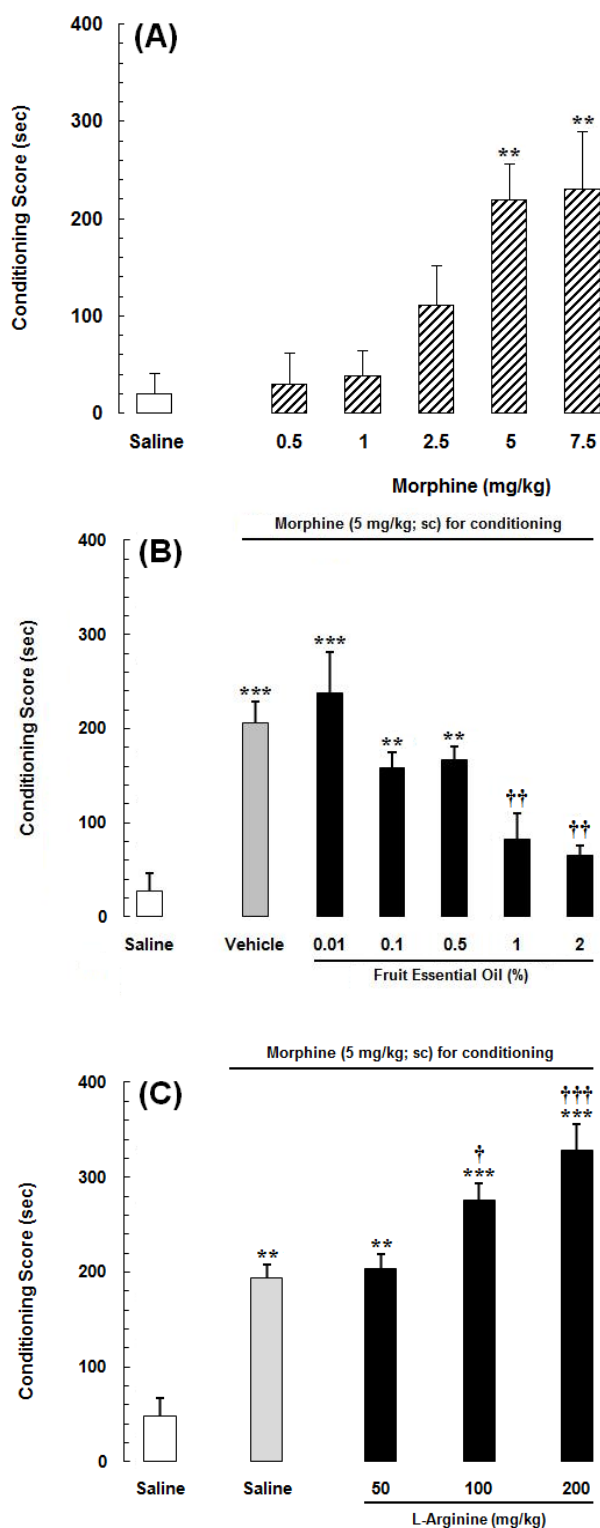 (A)
Conditioning Score (sec)
400
300
200
100
0
**
**
Saline 0.5 1 2.5 5 7.5
Morphine (mg/kg)
Morphine (5 mg/kg; sc) for conditioning
(B)
Conditioning Score (sec)
400
300
200
100
0
***
***
**
**
††
††
Saline Vehicle 0.01 0.1 0.5 1 2
Fruit Essential Oil (%)
Morphine (5 mg/kg; sc) for conditioning
(C)
Conditioning Score (sec)
400
300
200
100
0
**
**
†
***
†††
***
Saline Saline 50 100 200
L-Arginine (mg/kg)